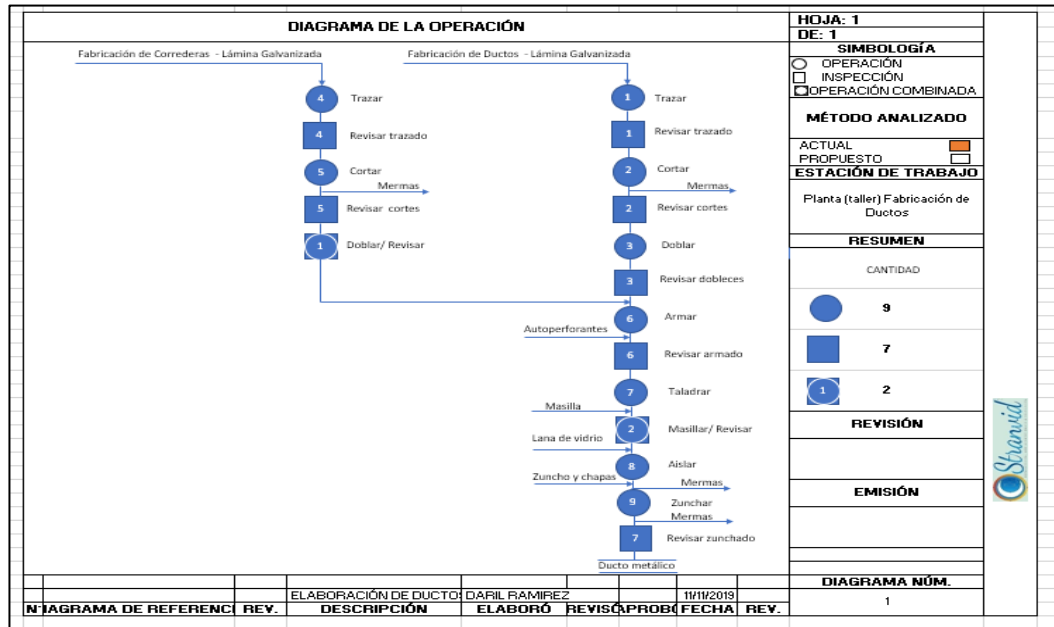 DIAGRAMA DE LA OPERACIÓN
HOJA: 1
DE: 1
SIMBOLOGÍA
OPERACIÓN
INSPECCIÓN
OPERACIÓN COMBINADA
MÉTODO ANALIZADO
ACTUAL
PROPUESTO
ESTACIÓN DE TRABAJO
Planta (taller) Fabricación de
Ductos
RESUMEN
CANTIDAD
9
7
1 2
REVISIÓN
EMISIÓN
DIAGRAMA NÚM.
1
Stranvid
Fabricación de Correderas - Lámina Galvanizada
4 Trazar
4 Revisar trazado
5 Cortar
Mermas
5 Revisar cortes
1 Doblar/ Revisar
Fabricación de Ductos - Lámina Galvanizada
1 Trazar
1 Revisar trazado
2 Cortar
Mermas
2 Revisar cortes
3 Doblar
3 Revisar dobleces
6 Armar
Autoperforantes
6 Revisar armado
7 Taladrar
Masilla
2 Masillar/ Revisar
Lana de vidrio
8 Aislar
Zuncho y chapas
Mermas
9 Zunchar
Mermas
7 Revisar zunchado
Ducto metálico
ELABORACIÓN DE DUCTO DARIL RAMIREZ 11/11/2019
IAGRAMA DE REFERENCI REV. DESCRIPCIÓN ELABORÓ REVISÓ APROBÓ FECHA REV.